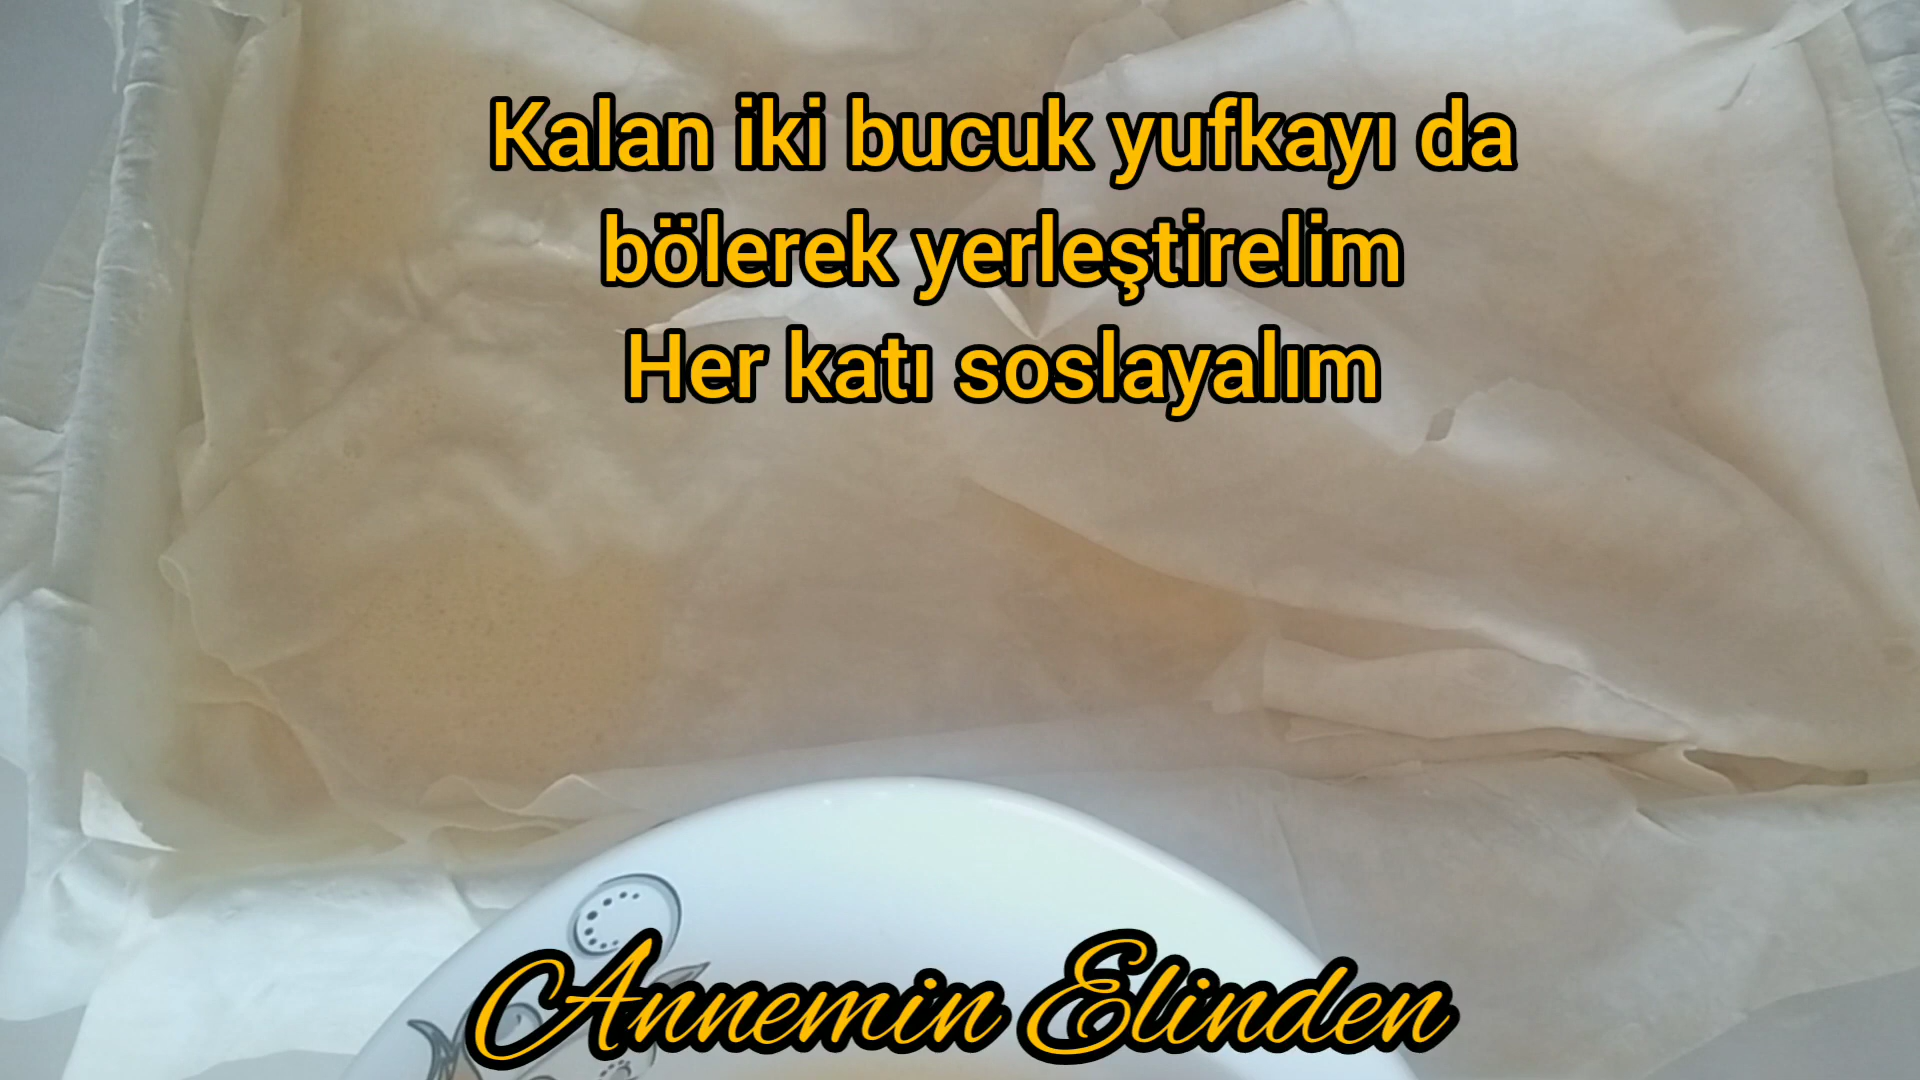 Kalan iki bucuk yufkayı da
bölerek yerleştirelim
Her katı soslayalım
Annemin Elinden